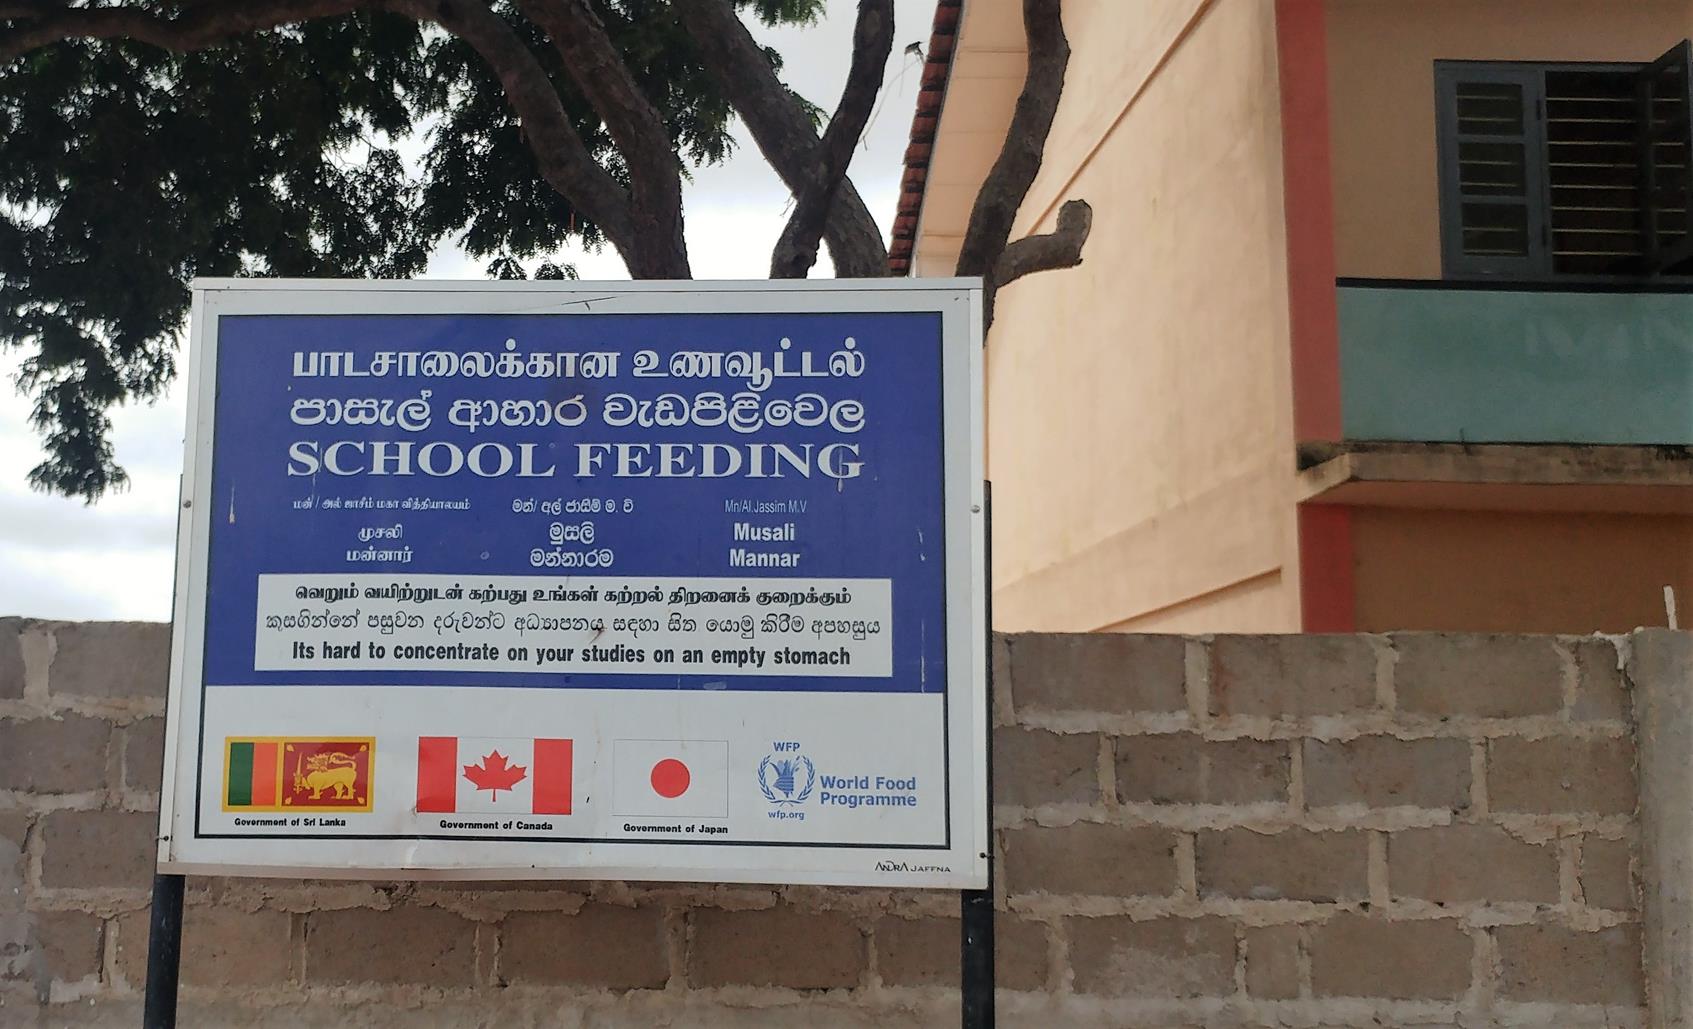 பாடசாலைக்கான உணவூட்டல்
පාසැල් ආහාර වැඩපිළිවෙල
SCHOOL FEEDING
மன் / அல் ஜாசீம் மகா வித்தியாலயம்
මන්/ අල් ජාසිම් ම. වි
Mn/Al.Jassim M.V
முசலி
මුසලි
Musali
மன்னார்
මන්නාරම
Mannar
வெறும் வயிற்றுடன் கற்பது உங்கள் கற்றல் திறனைக் குறைக்கும்
කුසගින්නේ පසුවන දරුවන්ට අධ්‍යාපනය සඳහා සිත යොමු කිරීම අපහසුය
Its hard to concentrate on your studies on an empty stomach
Government of Sri Lanka
Government of Canada
Government of Japan
WFP
World Food
Programme
wfp.org
ANDRA JAFFNA